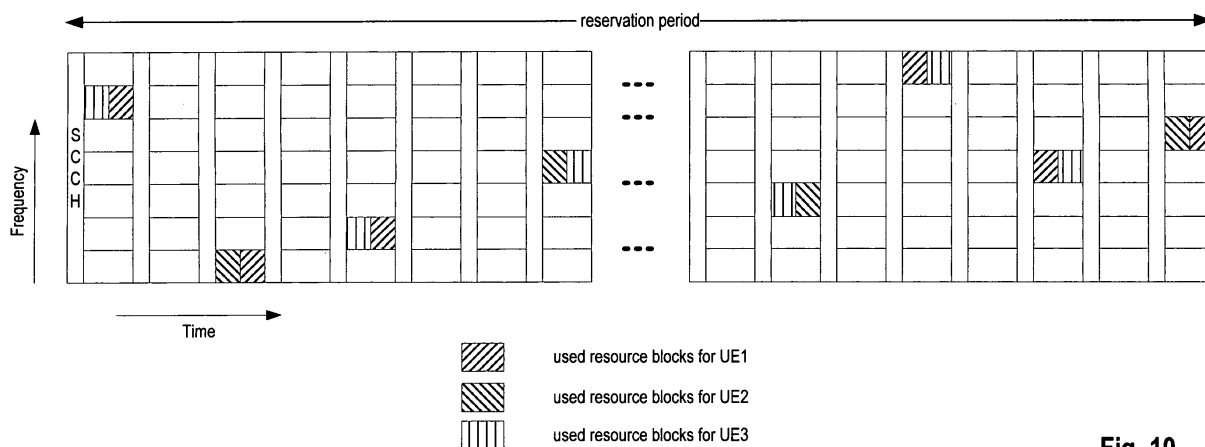 reservation period
SCCH
Frequency
Time
used resource blocks for UE1
used resource blocks for UE2
used resource blocks for UE3
Fig. 10